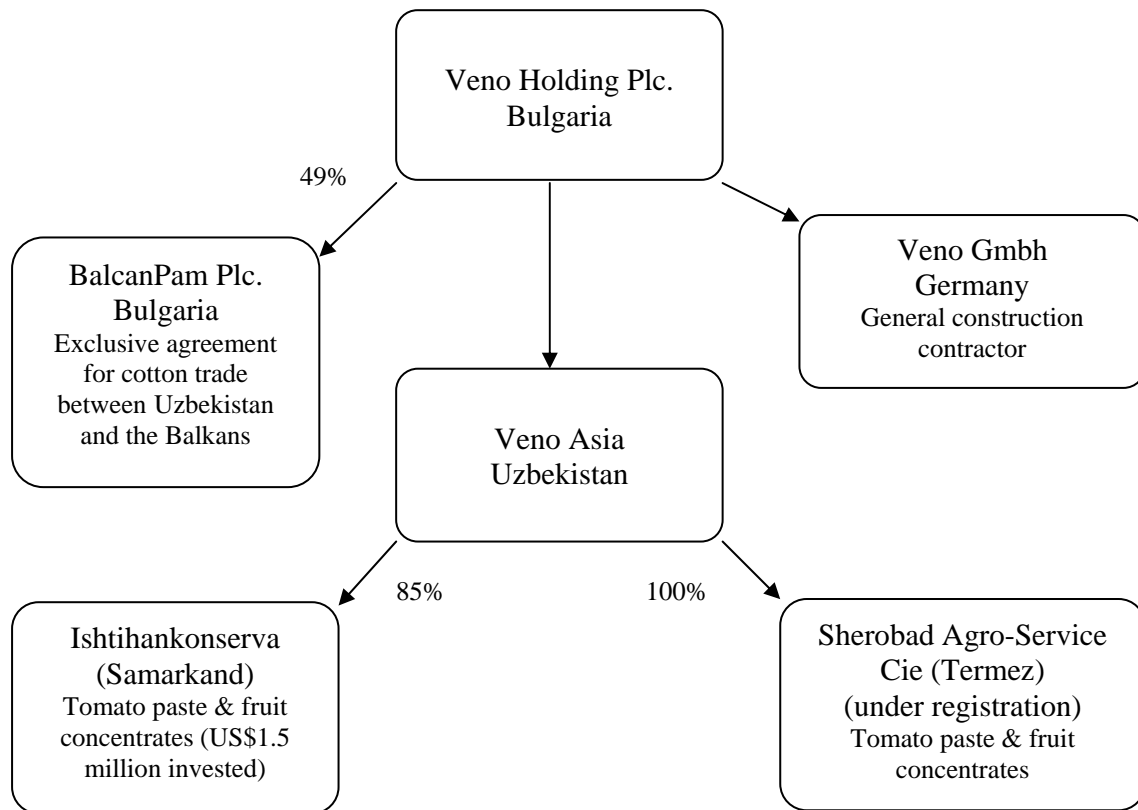 Veno Holding Plc.
Bulgaria
49%
BalcanPam Plc.
Bulgaria
Exclusive agreement
for cotton trade
between Uzbekistan
and the Balkans
Veno Gmbh
Germany
General construction
contractor
Veno Asia
Uzbekistan
85%
100%
Ishtihankonserva
(Samarkand)
Tomato paste & fruit
concentrates (US$1.5
million invested)
Sherobad Agro-Service
Cie (Termez)
(under registration)
Tomato paste & fruit
concentrates